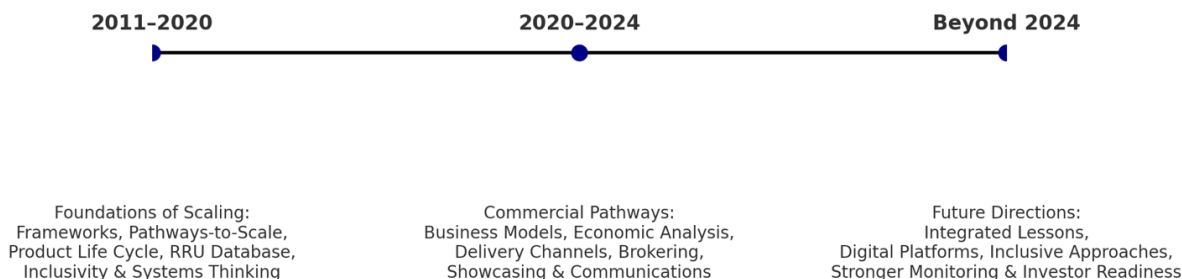 2011–2020
2020–2024
Beyond 2024
Foundations of Scaling:
Frameworks, Pathways-to-Scale,
Product Life Cycle, RRU Database,
Inclusivity & Systems Thinking
Commercial Pathways:
Business Models, Economic Analysis,
Delivery Channels, Brokering,
Showcasing & Communications
Future Directions:
Integrated Lessons,
Digital Platforms, Inclusive Approaches,
Stronger Monitoring & Investor Readiness